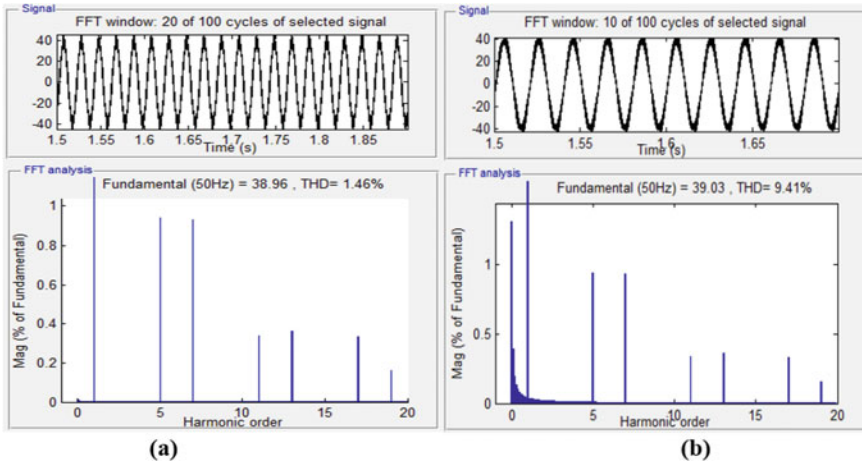 Signal
FFT window: 20 of 100 cycles of selected signal
40
20
0
-20
-40
1.5 1.55 1.6 1.65 1.7 1.75 1.8 1.85
Time (s)
FFT analysis
Fundamental (50Hz) = 38.96 , THD= 1.46%
1
0.8
0.6
0.4
0.2
0
0 5 10 15 20
Harmonic order
Mag (% of Fundamental)
(a)
Signal
FFT window: 10 of 100 cycles of selected signal
40
20
0
-20
-40
1.5 1.55 1.6 1.65
Time (s)
FFT analysis
Fundamental (50Hz) = 39.03 , THD= 9.41%
1
0.5
0
0 5 10 15 20
Harmonic order
Mag (% of Fundamental)
(b)